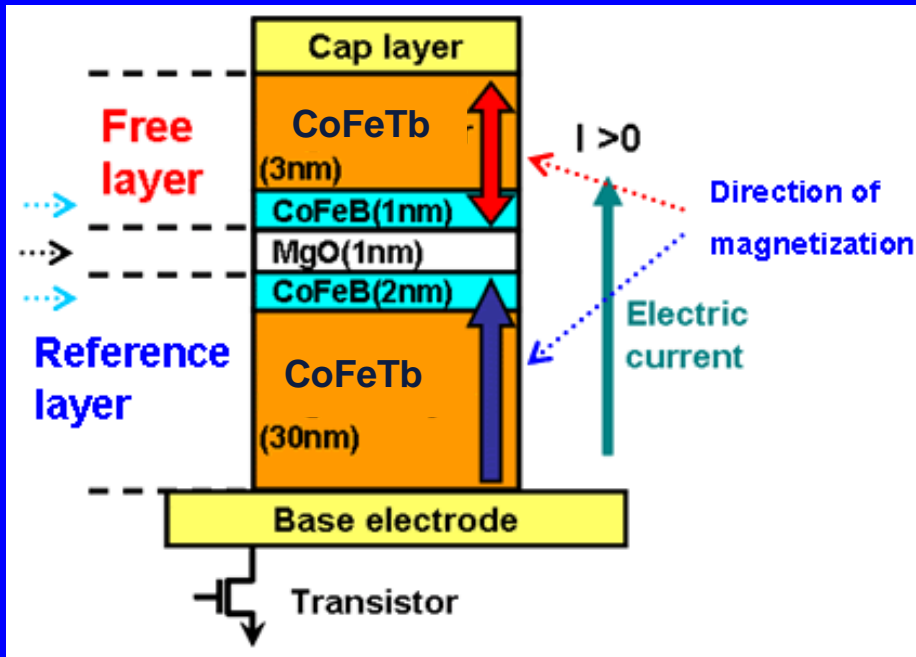 Cap layer
Free
layer
CoFeTb
(3nm)
I >0
CoFeB(1nm)
MgO(1nm)
CoFeB(2nm)
Direction of
magnetization
Reference
layer
CoFeTb
(30nm)
Electric
current
Base electrode
Transistor